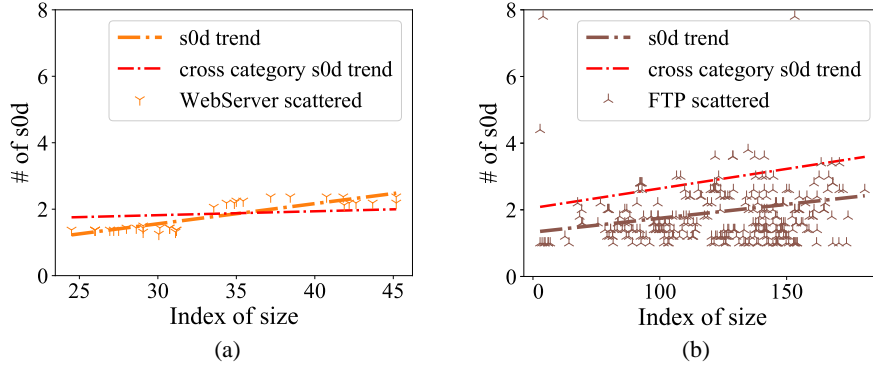 8
6
4
2
0
# of s0d
s0d trend
cross category s0d trend
WebServer scattered
25
30
35
40
45
Index of size
(a)
8
6
4
2
0
# of s0d
s0d trend
cross category s0d trend
FTP scattered
0
100
150
Index of size
(b)